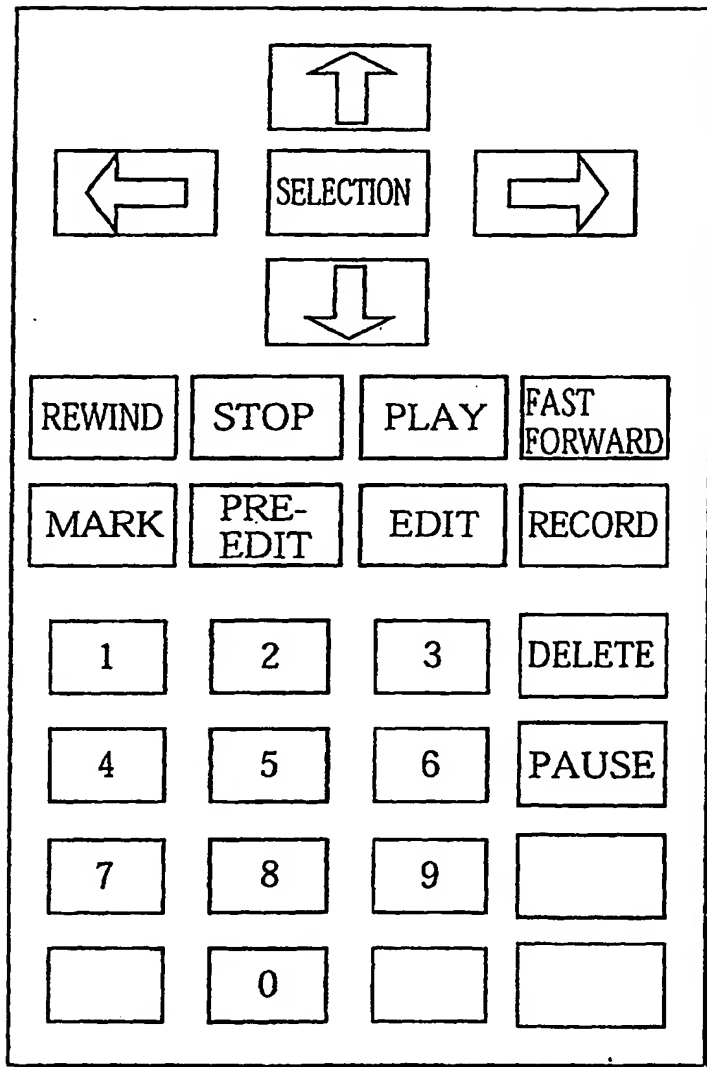 SELECTION
REWIND STOP PLAY FAST FORWARD
MARK PRE-EDIT EDIT RECORD
1 2 3 DELETE
4 5 6 PAUSE
7 8 9
0